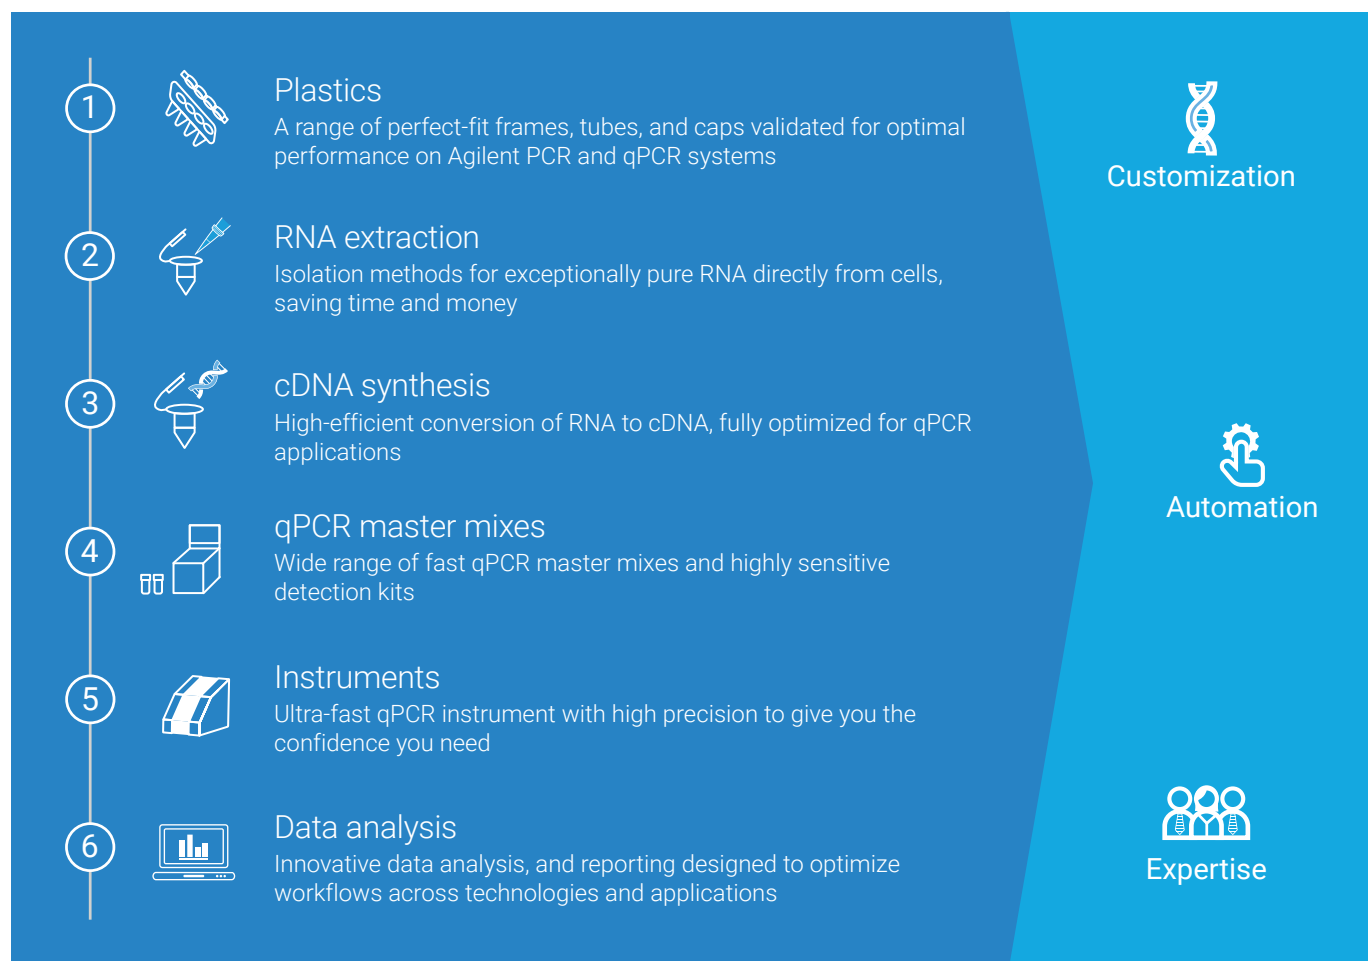 1
Plastics
A range of perfect-fit frames, tubes, and caps validated for optimal
performance on Agilent PCR and qPCR systems
2
RNA extraction
Isolation methods for exceptionally pure RNA directly from cells,
saving time and money
3
cDNA synthesis
High-efficient conversion of RNA to cDNA, fully optimized for qPCR
applications
4
qPCR master mixes
Wide range of fast qPCR master mixes and highly sensitive
detection kits
5
Instruments
Ultra-fast qPCR instrument with high precision to give you the
confidence you need
6
Data analysis
Innovative data analysis, and reporting designed to optimize
workflows across technologies and applications
Customization
Automation
Expertise